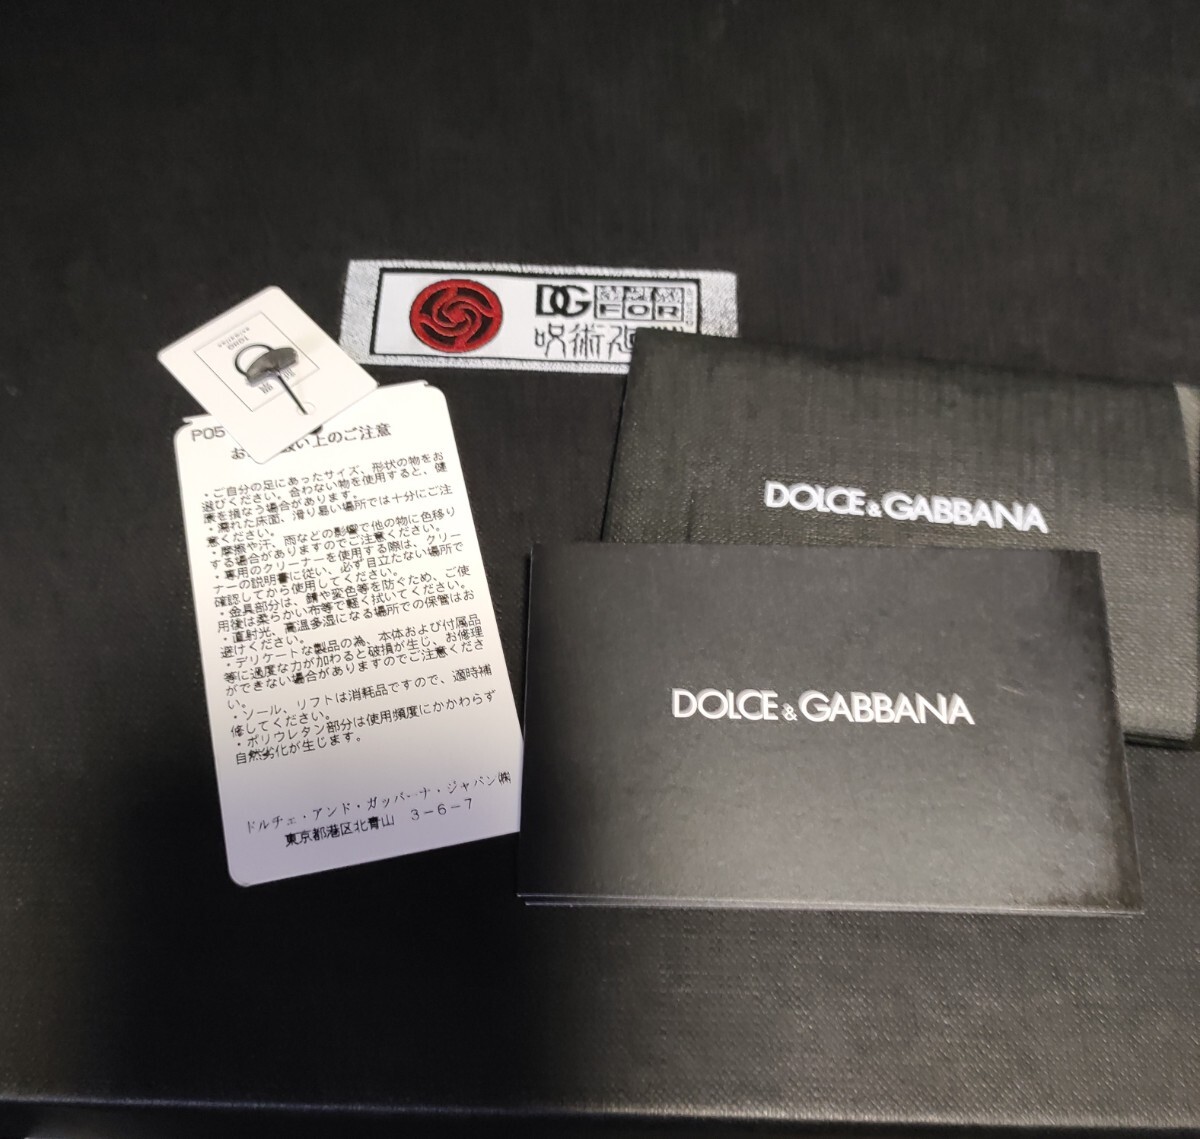 DG
FOR
呪術廻
DOLCE & GABBANA
DOLCE & GABBANA
P05
い上のご注意
・ご自分の足にあったサイズ、形状の物をお
選びください。合わない物を使用すると、健
康を損なう場合があります。
・濡れた床面、滑り易い場所では十分にご注
意ください。
・摩擦や汗、雨などの影響で他の物に色移り
する場合がありますのでご注意ください。
・専用のクリーナーを使用する際は、クリー
ナーの説明書に従い、必ず目立たない場所で
確認してから使用してください。
・金具部分は、錆や変色等を防ぐため、ご使
用後は柔らかい布等で軽く拭いてください。
・直射光、高温多湿になる場所での保管はお
避けください。
・デリケートな製品の為、本体および付属品
等に過度な力が加わると破損が生じ、お修理
ができない場合がありますのでご注意くださ
い。
・ソール、リフトは消耗品ですので、適時補
修してください。
・ポリウレタン部分は使用頻度にかかわらず
自然劣化が生じます。
ドルチェ・アンド・ガッバーナ・ジャパン㈱
東京都港区北青山 3-6-7